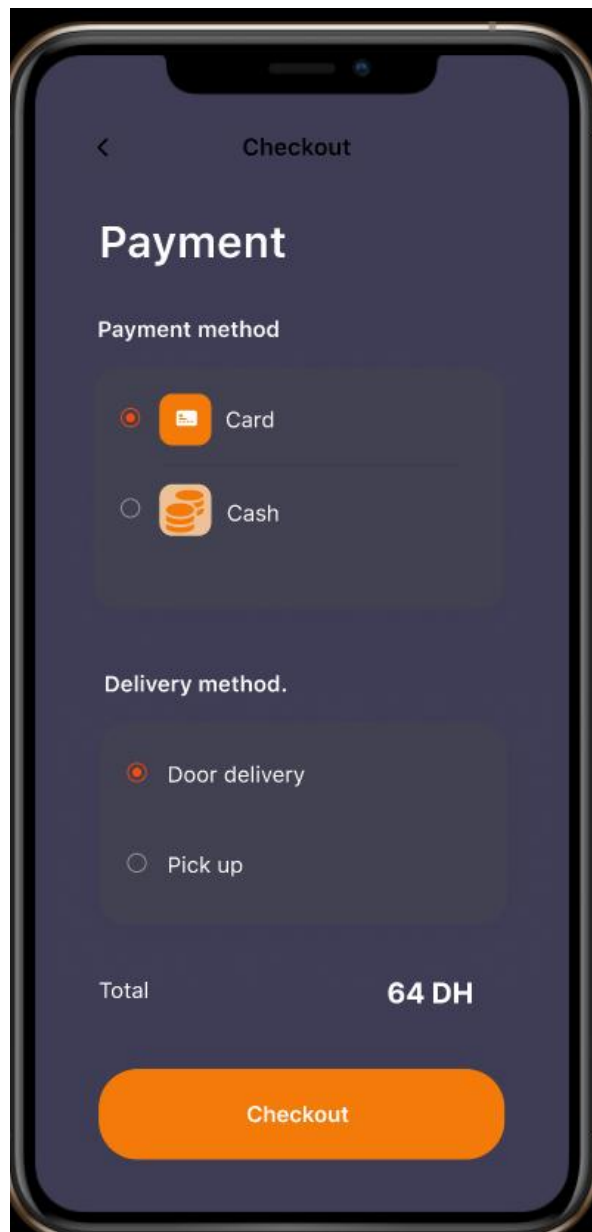 Checkout
Payment
Payment method
Card
Cash
Delivery method.
Door delivery
Pick up
Total 64 DH
Checkout